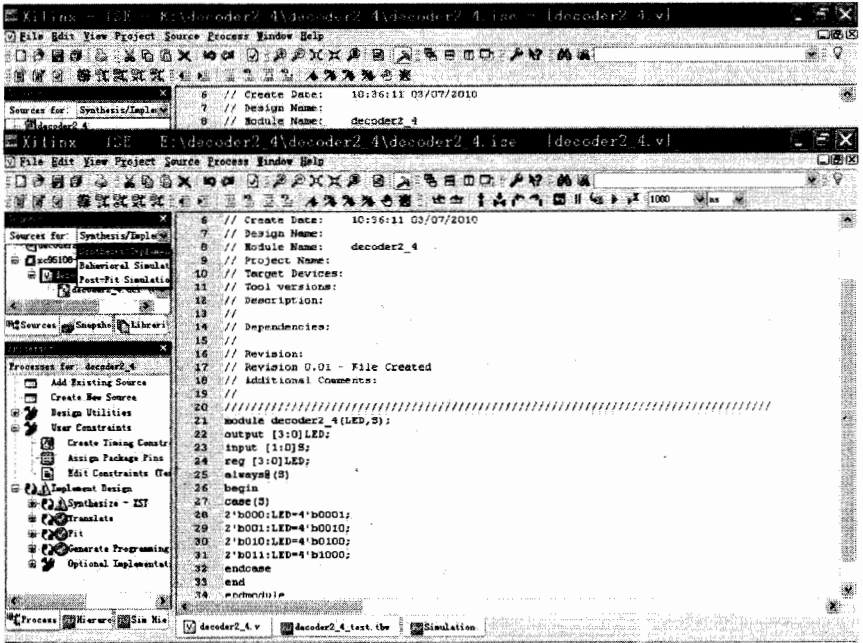 Xilinx - ISE - E:\decoder2_4\decoder2_4\decoder2_4.ise - [decoder2_4.v]
File Edit View Project Source Process Window Help
Sources for: Synthesis/Imple
decoder2_4
6 // Create Date: 10:36:11 03/07/2010
7 // Design Name:
8 // Module Name: decoder2_4
Xilinx - ISE - E:\decoder2_4\decoder2_4\decoder2_4.ise - [decoder2_4.v]
File Edit View Project Source Process Window Help
1000 ns
Sources for: Synthesis/Imple
xc95108-
Behavioral Simulat
Post-Fit Simulatio
Sources Snapsho Librari
Processes for: decoder2_4
Add Existing Source
Create New Source
Design Utilities
User Constraints
Create Timing Constr
Assign Package Pins
Edit Constraints (Te
Implement Design
Synthesize - XST
Translate
Fit
Generate Programming
Optional Implementat
Process Hierarc Sim Hie
6 // Create Date: 10:36:11 03/07/2010
7 // Design Name:
8 // Module Name: decoder2_4
9 // Project Name:
10 // Target Devices:
11 // Tool versions:
12 // Description:
13 //
14 // Dependencies:
15 //
16 // Revision:
17 // Revision 0.01 - File Created
18 // Additional Comments:
19 //
20 //////////////////////////////////////////////////////////////////////////////////
21 module decoder2_4(LED,S);
22 output [3:0]LED;
23 input [1:0]S;
24 reg [3:0]LED;
25 always@(S)
26 begin
27 case(S)
28 2'b000:LED=4'b0001;
29 2'b001:LED=4'b0010;
30 2'b010:LED=4'b0100;
31 2'b011:LED=4'b1000;
32 endcase
33 end
34 endmodule
decoder2_4.v decoder2_4_test.tbw Simulation